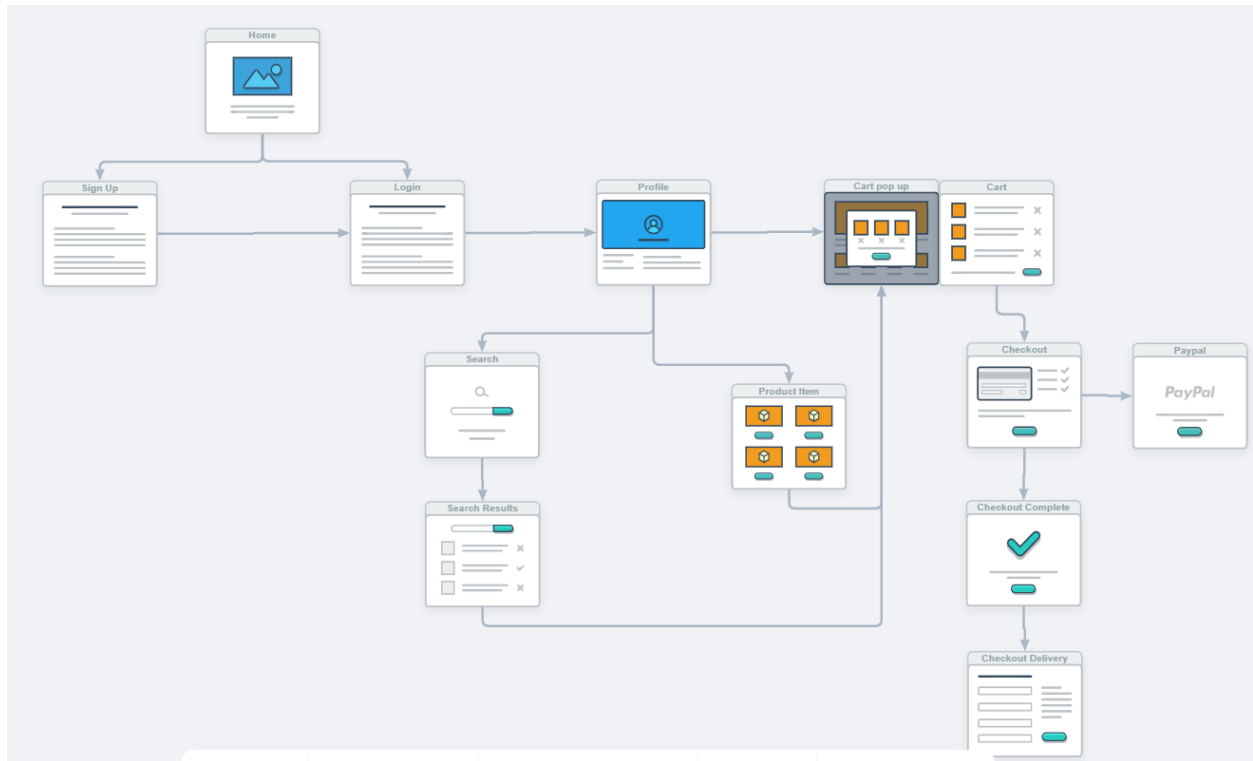 Home
Sign Up
Login
Profile
Cart pop up
Cart
Search
Product Item
Checkout
Paypal
PayPal
Search Results
Checkout Complete
Checkout Delivery